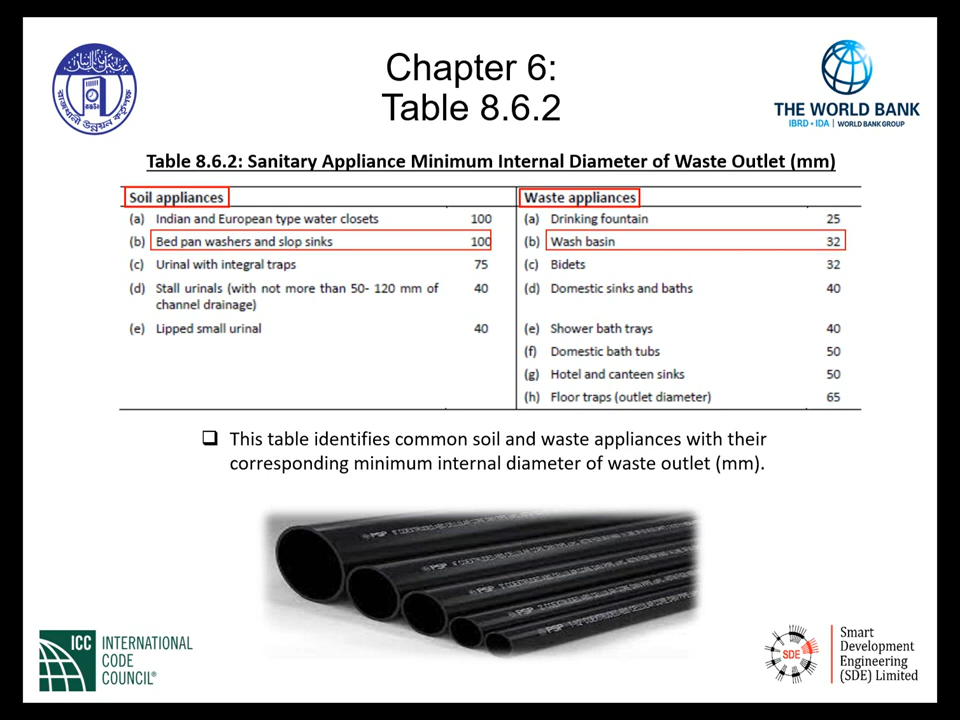 Chapter 6:
Table 8.6.2
THE WORLD BANK
IBRD • IDA | WORLD BANK GROUP
Table 8.6.2: Sanitary Appliance Minimum Internal Diameter of Waste Outlet (mm)
Soil appliances
(a) Indian and European type water closets 100
(b) Bed pan washers and slop sinks 100
(c) Urinal with integral traps 75
(d) Stall urinals (with not more than 50- 120 mm of 40
channel drainage)
(e) Lipped small urinal 40
Waste appliances
(a) Drinking fountain 25
(b) Wash basin 32
(c) Bidets 32
(d) Domestic sinks and baths 40
(e) Shower bath trays 40
(f) Domestic bath tubs 50
(g) Hotel and canteen sinks 50
(h) Floor traps (outlet diameter) 65
❑ This table identifies common soil and waste appliances with their
corresponding minimum internal diameter of waste outlet (mm).
PSP
PSP
PSP
PSP
PSP
ICC INTERNATIONAL
CODE
COUNCIL®
SDE
Smart
Development
Engineering
(SDE) Limited